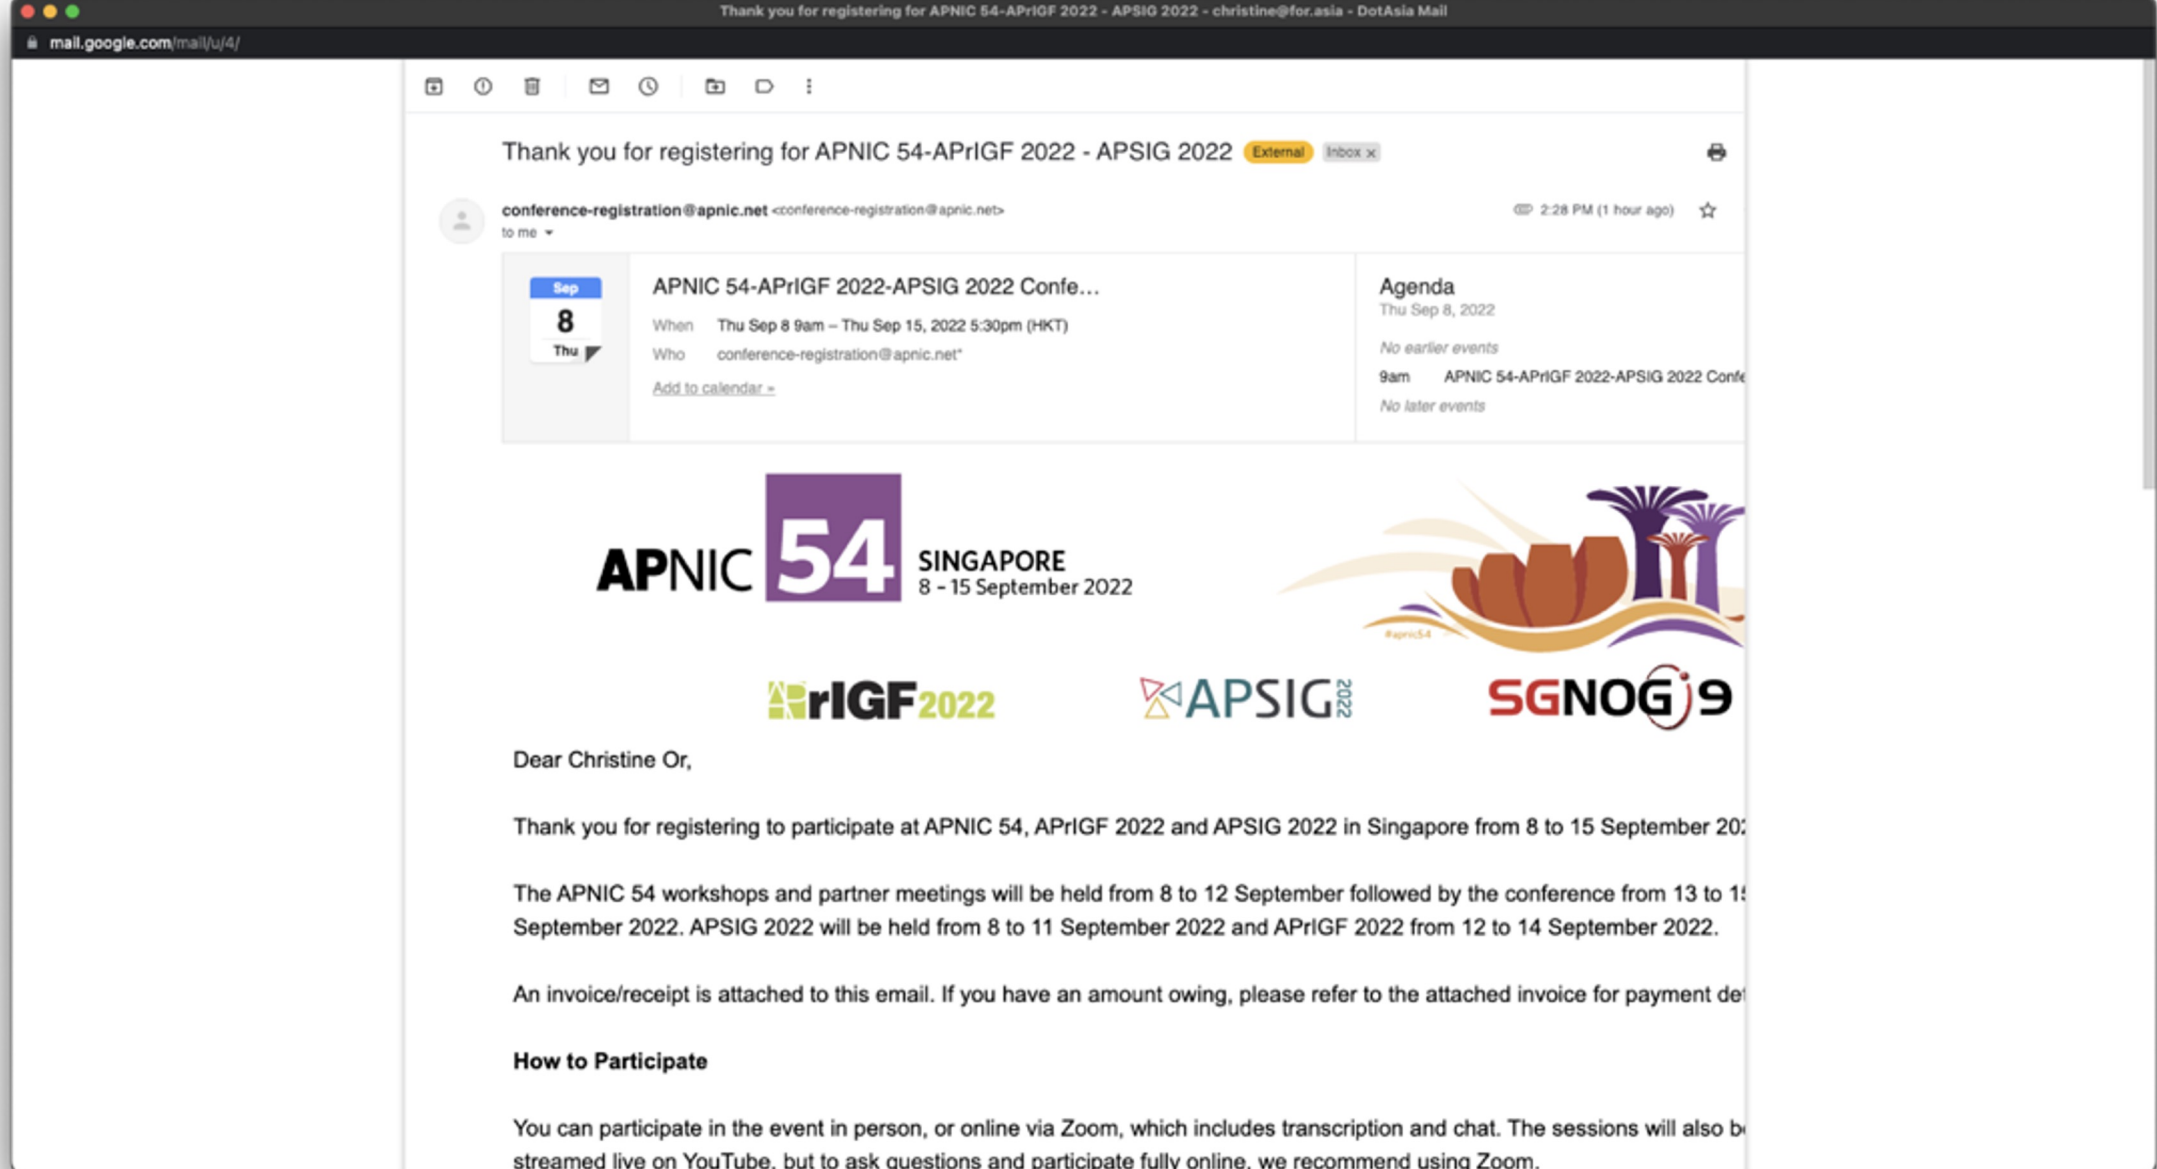 Thank you for registering for APNIC 54-APrIGF 2022 - APSIG 2022 - christine@for.asia - DotAsia Mail
mail.google.com/mail/u/4/
Thank you for registering for APNIC 54-APrIGF 2022 - APSIG 2022 External Inbox x
conference-registration@apnic.net <conference-registration@apnic.net> 2:28 PM (1 hour ago)
to me
Sep
8
Thu
APNIC 54-APrIGF 2022-APSIG 2022 Confe...
When Thu Sep 8 9am – Thu Sep 15, 2022 5:30pm (HKT)
Who conference-registration@apnic.net*
Add to calendar »
Agenda
Thu Sep 8, 2022
No earlier events
9am APNIC 54-APrIGF 2022-APSIG 2022 Confe
No later events
APNIC 54 SINGAPORE
8 - 15 September 2022
#apnic54
APrIGF2022 APSIG 2022 SGNOG 9
Dear Christine Or,
Thank you for registering to participate at APNIC 54, APrIGF 2022 and APSIG 2022 in Singapore from 8 to 15 September 202
The APNIC 54 workshops and partner meetings will be held from 8 to 12 September followed by the conference from 13 to 15
September 2022. APSIG 2022 will be held from 8 to 11 September 2022 and APrIGF 2022 from 12 to 14 September 2022.
An invoice/receipt is attached to this email. If you have an amount owing, please refer to the attached invoice for payment det
How to Participate
You can participate in the event in person, or online via Zoom, which includes transcription and chat. The sessions will also be
streamed live on YouTube, but to ask questions and participate fully online, we recommend using Zoom.